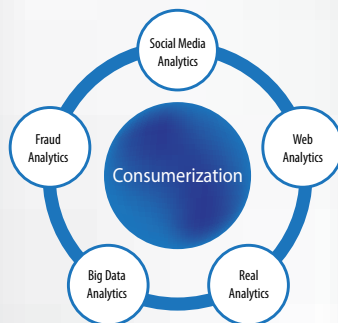 Social Media
Analytics
Fraud
Analytics
Web
Analytics
Consumerization
Big Data
Analytics
Real
Analytics